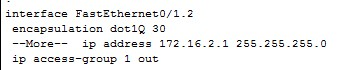 interface FastEthernet0/1.2
encapsulation dot1Q 30
--More-- ip address 172.16.2.1 255.255.255.0
ip access-group 1 out